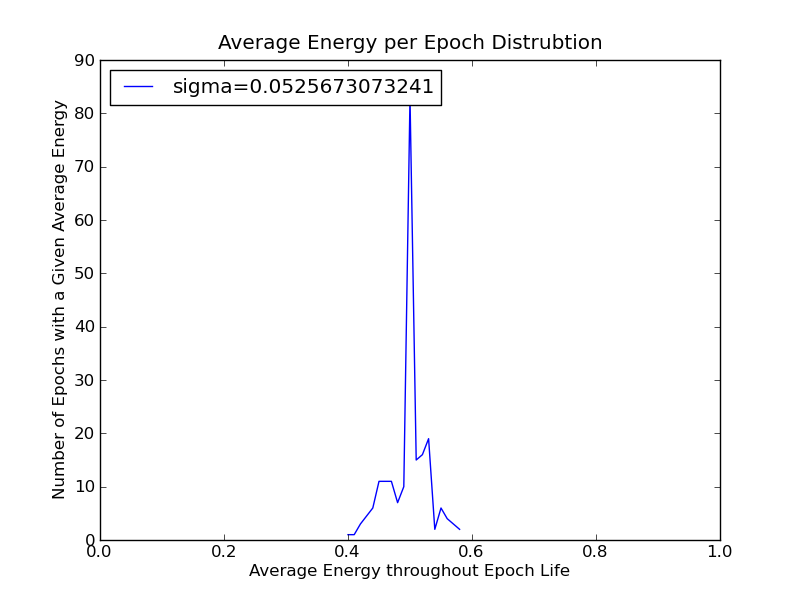 Average Energy per Epoch Distrubtion
sigma=0.0525673073241
Number of Epochs with a Given Average Energy
90
80
70
60
50
40
30
20
10
0
0.0 0.2 0.4 0.6 0.8 1.0
Average Energy throughout Epoch Life